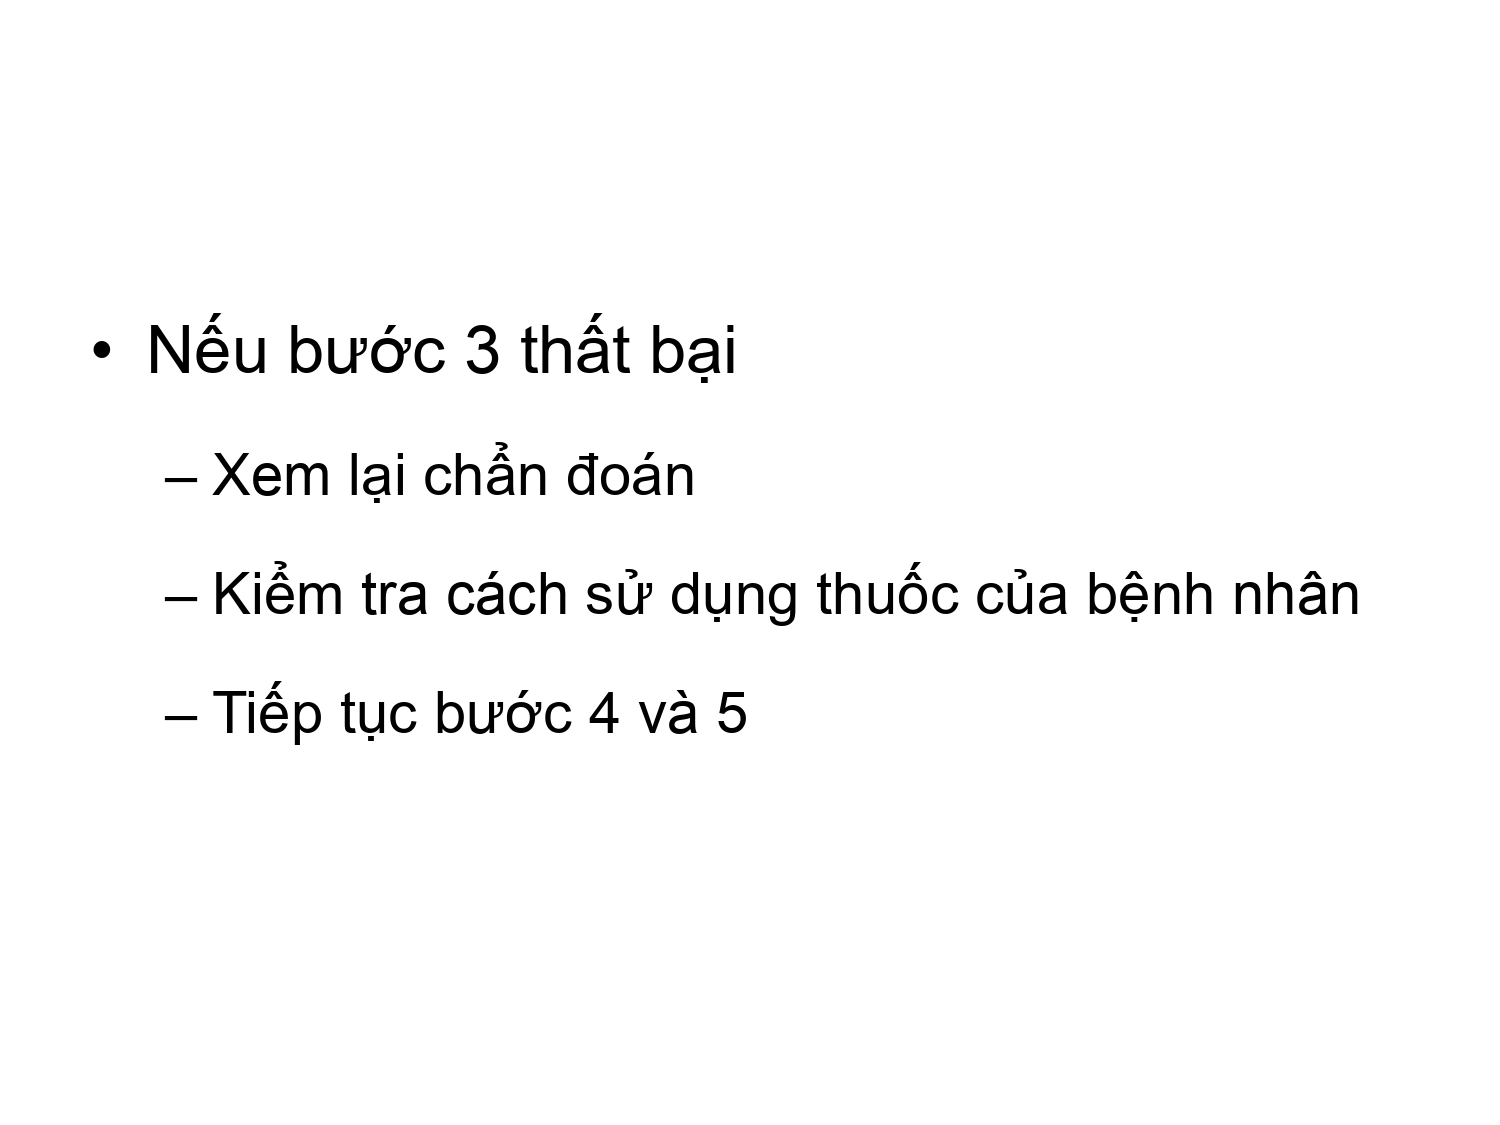 • Nếu bước 3 thất bại
– Xem lại chẩn đoán
– Kiểm tra cách sử dụng thuốc của bệnh nhân
– Tiếp tục bước 4 và 5